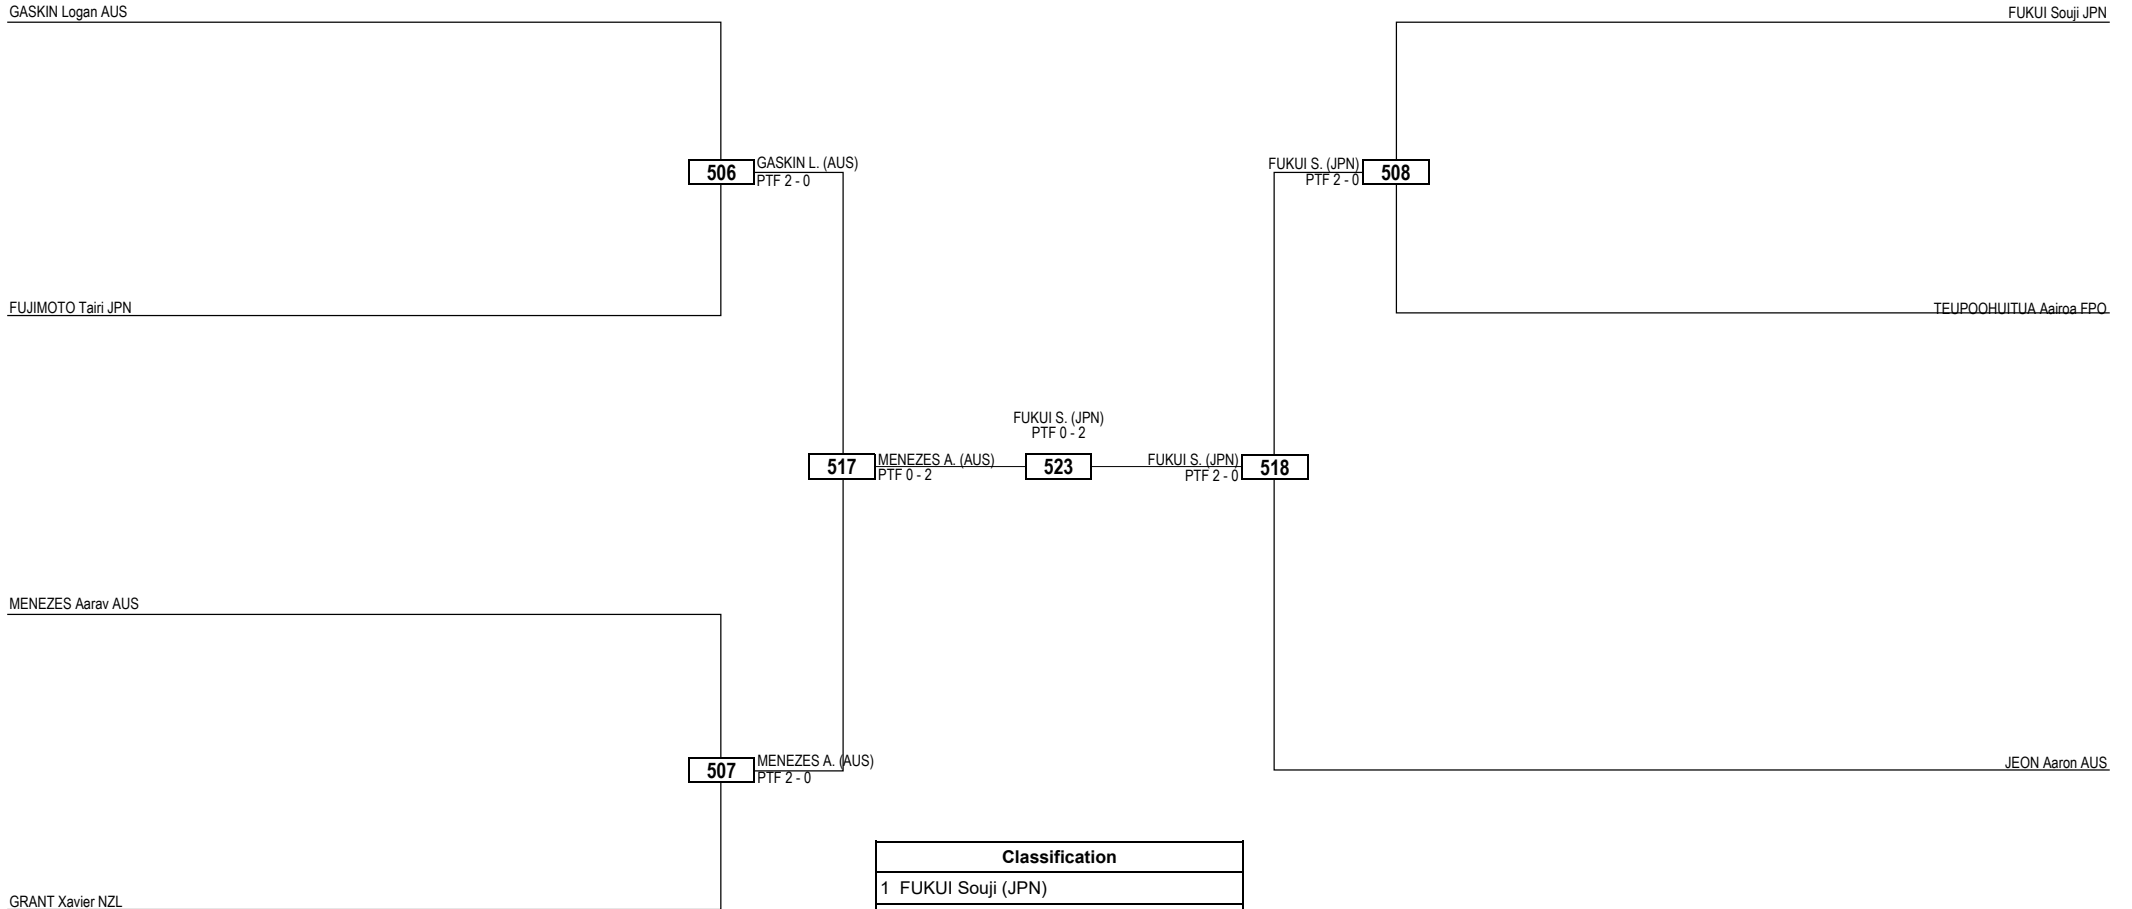 GASKIN Logan AUS
FUKUI Souji JPN
506
GASKIN L. (AUS)
PTF 2 - 0
FUKUI S. (JPN)
PTF 2 - 0
508
FUJIMOTO Tairi JPN
TEUPOOHUITUA Aairoa FPO
FUKUI S. (JPN)
PTF 0 - 2
517
MENEZES A. (AUS)
PTF 0 - 2
523
FUKUI S. (JPN)
PTF 2 - 0
518
MENEZES Aarav AUS
507
MENEZES A. (AUS)
PTF 2 - 0
JEON Aaron AUS
Classification
1 FUKUI Souji (JPN)
GRANT Xavier NZL